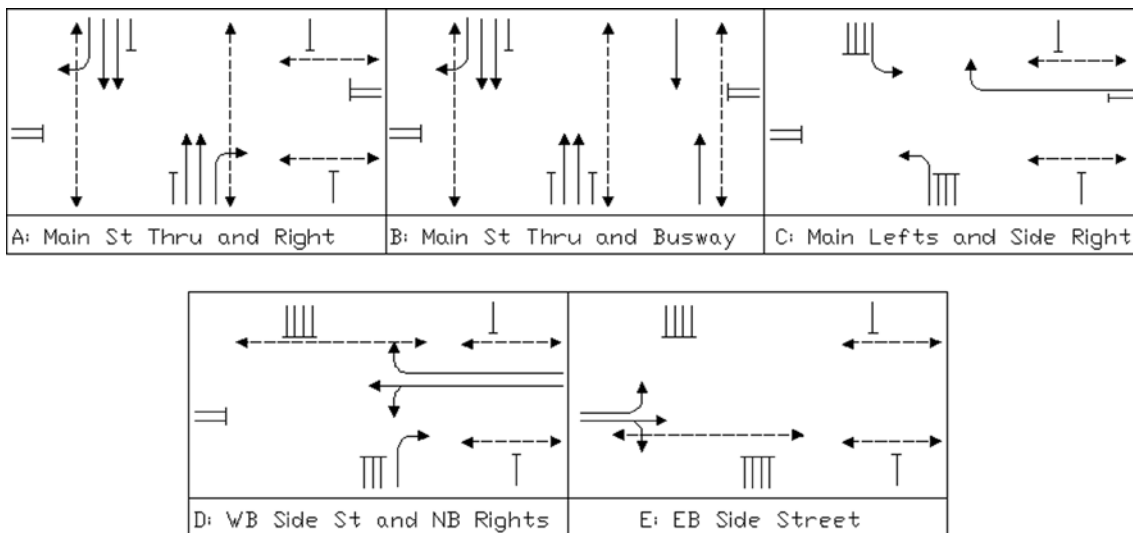 A: Main St Thru and Right
B: Main St Thru and Busway
C: Main Lefts and Side Right
D: WB Side St and NB Rights
E: EB Side Street